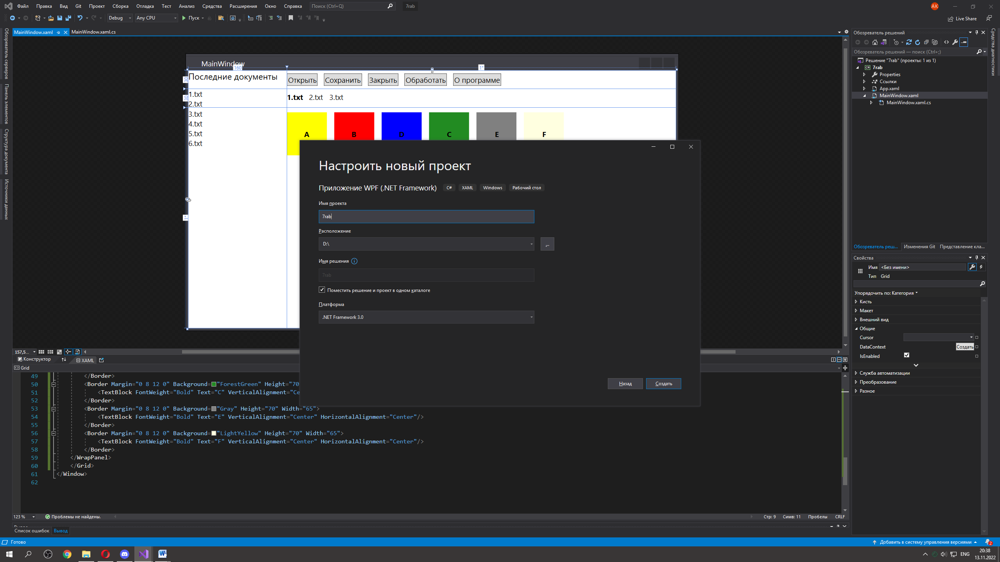 Файл Правка Вид Git Проект Сборка Отладка Тест Анализ Средства Расширения Окно Справка Поиск (Ctrl+Q) 7rab АК
Debug Any CPU Пуск Live Share
MainWindow.xaml MainWindow.xaml.cs
Обозреватель серверов
Панель элементов
Структура документа
Источники данных
MainWindow
160 1*
30
30
1*
Последние документы
Открыть Сохранить Закрыть Обработать О программе
1.txt
2.txt
3.txt
4.txt
5.txt
6.txt
1.txt 2.txt 3.txt
A B D C E F
Настроить новый проект
Приложение WPF (.NET Framework) C# XAML Windows Рабочий стол
Имя проекта
7rab
Расположение
D:\
...
Имя решения
7rab
Поместить решение и проект в одном каталоге
Платформа
.NET Framework 3.0
Назад Создать
157,5...
Конструктор XAML
Grid
49 </Border>
50 <Border Margin="0 8 12 0" Background="ForestGreen" Height="70
51 <TextBlock FontWeight="Bold" Text="C" VerticalAlignment="Ce
52 </Border>
53 <Border Margin="0 8 12 0" Background="Gray" Height="70" Width="65">
54 <TextBlock FontWeight="Bold" Text="E" VerticalAlignment="Center" HorizontalAlignment="Center"/>
55 </Border>
56 <Border Margin="0 8 12 0" Background="LightYellow" Height="70" Width="65">
57 <TextBlock FontWeight="Bold" Text="F" VerticalAlignment="Center" HorizontalAlignment="Center"/>
58 </Border>
59 </WrapPanel>
60 </Grid>
61 </Window>
62
123 % Проблемы не найдены. Стр: 9 Симв: 11 Пробелы CRLF
Список ошибок Вывод
Готово Добавить в систему управления версиями 2
Обозреватель решений
Обозреватель решений — поиск (Ctrl+;)
Решение "7rab" (проекты: 1 из 1)
C# 7rab
Properties
Ссылки
App.xaml
MainWindow.xaml
MainWindow.xaml.cs
Обозреватель реш... Изменения Git Представление кла...
Свойства
Имя <Без имени>
Тип Grid
Упорядочить по: Категория
Кисть
Макет
Внешний вид
Общие
Cursor
DataContext Создать
IsEnabled
Служба автоматизации
Преобразование
Разное
Средства диагностики
ENG 20:38
13.11.2022